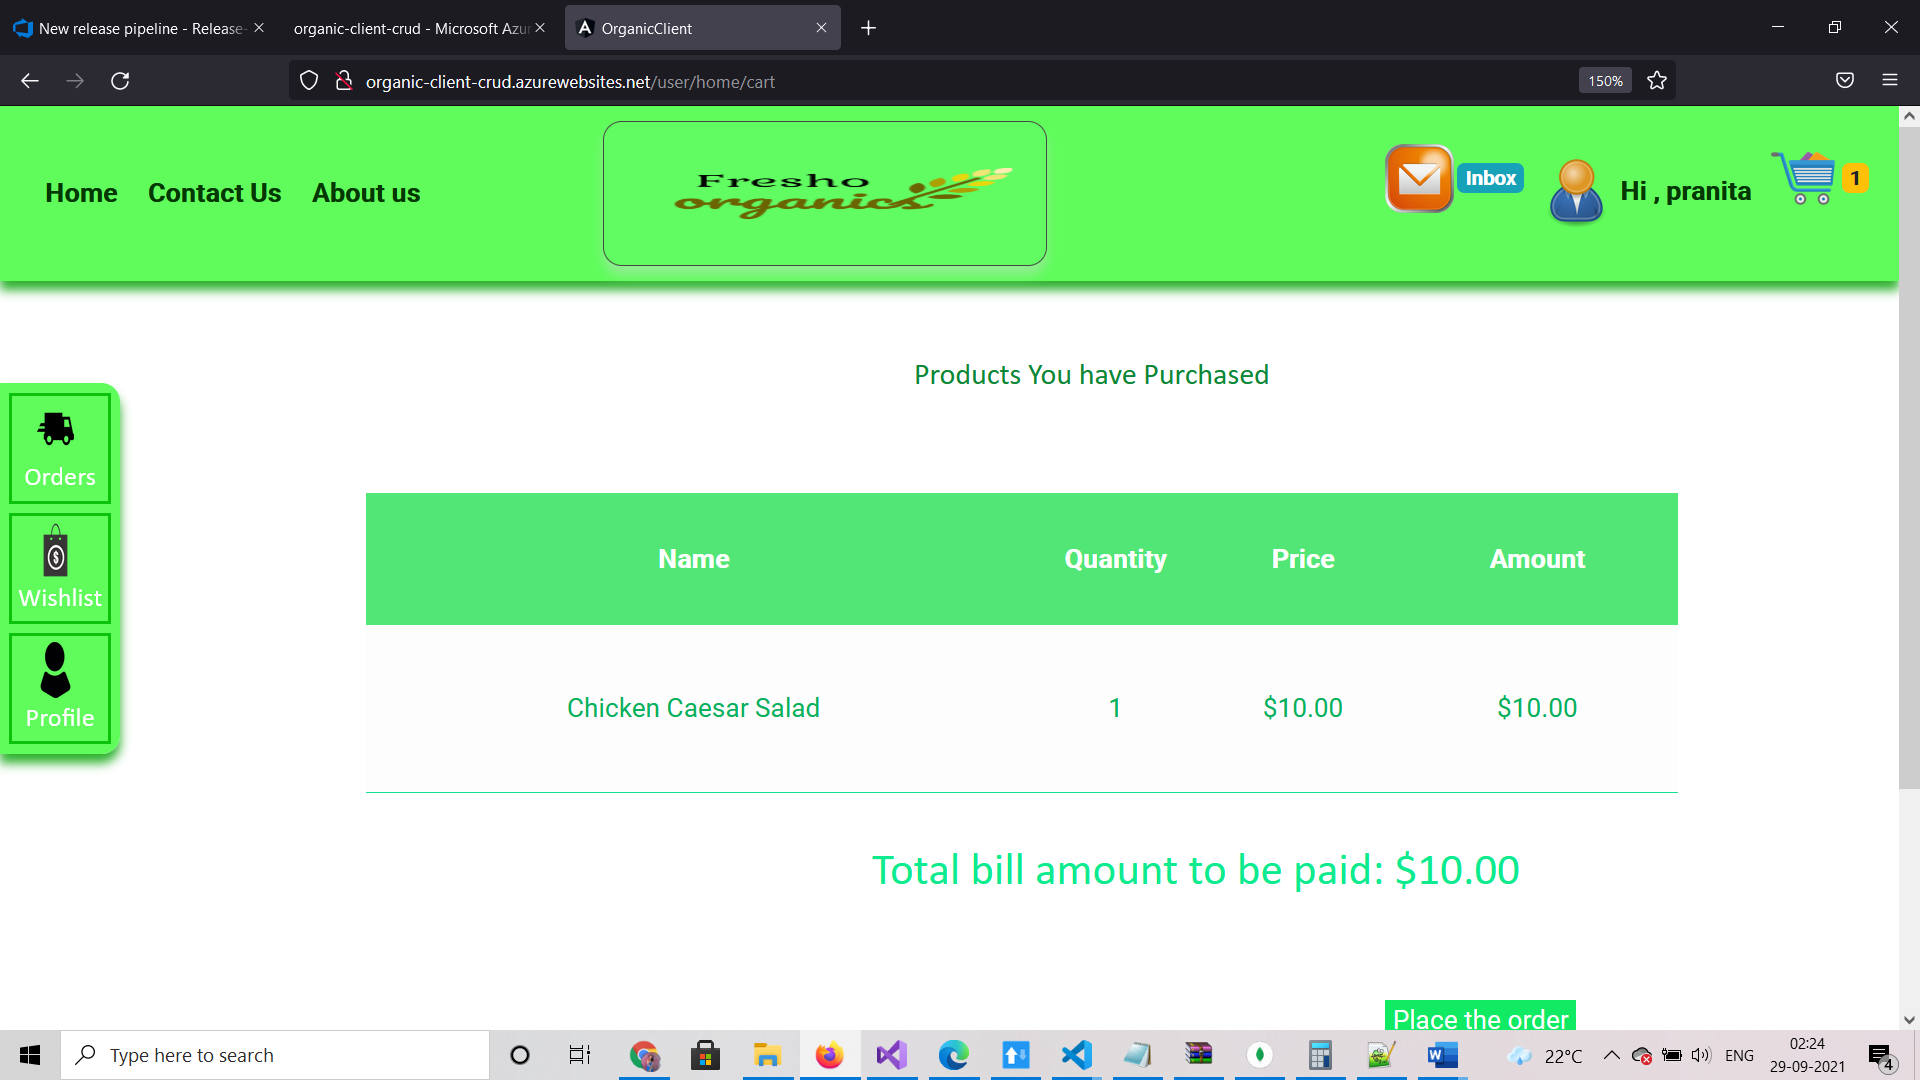 New release pipeline - Release-
organic-client-crud - Microsoft Azur
OrganicClient
organic-client-crud.azurewebsites.net/user/home/cart
150%
Home
Contact Us
About us
Fresho
organics
Inbox
Hi , pranita
1
Products You have Purchased
Orders
Wishlist
Profile
Name Quantity Price Amount
Chicken Caesar Salad 1 $10.00 $10.00
Total bill amount to be paid: $10.00
Place the order
Type here to search
22°C
ENG
02:24
29-09-2021
4